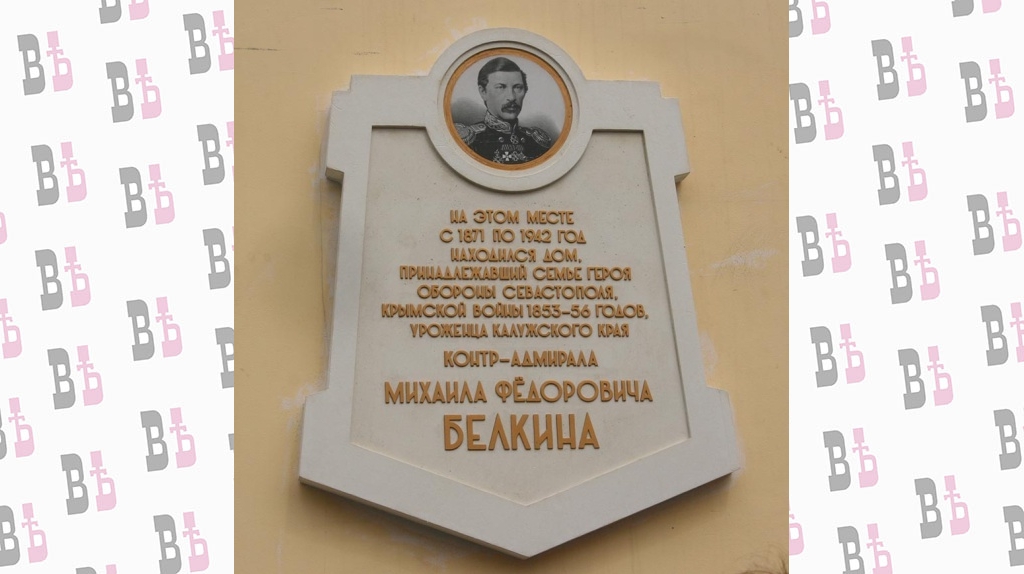 НА ЭТОМ МЕСТЕ
С 1871 ПО 1942 ГОД
НАХОДИЛСЯ ДОМ,
ПРИНАДЛЕЖАВШИЙ СЕМЬЕ ГЕРОЯ
ОБОРОНЫ СЕВАСТОПОЛЯ,
КРЫМСКОЙ ВОЙНЫ 1853-56 ГОДОВ,
УРОЖЕНЦА КАЛУЖСКОГО КРАЯ
КОНТР-АДМИРАЛА
МИХАИЛА ФЁДОРОВИЧА
БЕЛКИНА